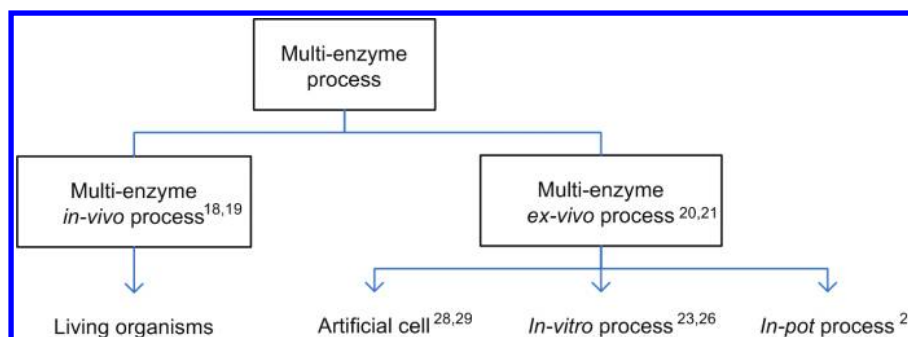 Multi-enzyme
process
Multi-enzyme
in-vivo process18,19
Multi-enzyme
ex-vivo process 20,21
Living organisms
Artificial cell 28,29
In-vitro process 23,26
In-pot process